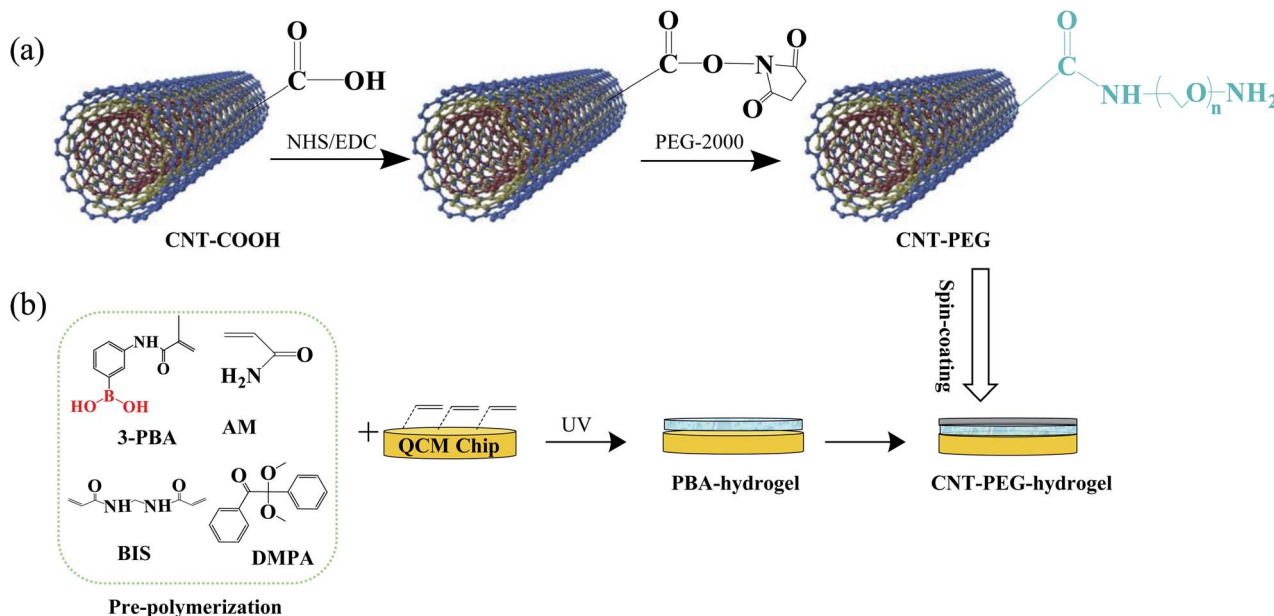 (a)
O
C
OH
NHS/EDC
CNT-COOH
O
C
O
N
O
O
PEG-2000
O
C
NH
O
n
NH2
CNT-PEG
Spin-coating
(b)
NH
O
B
HO
OH
3-PBA
H2N
O
AM
O
NH
NH
O
BIS
O
O
O
DMPA
Pre-polymerization
+
QCM Chip
UV
PBA-hydrogel
CNT-PEG-hydrogel